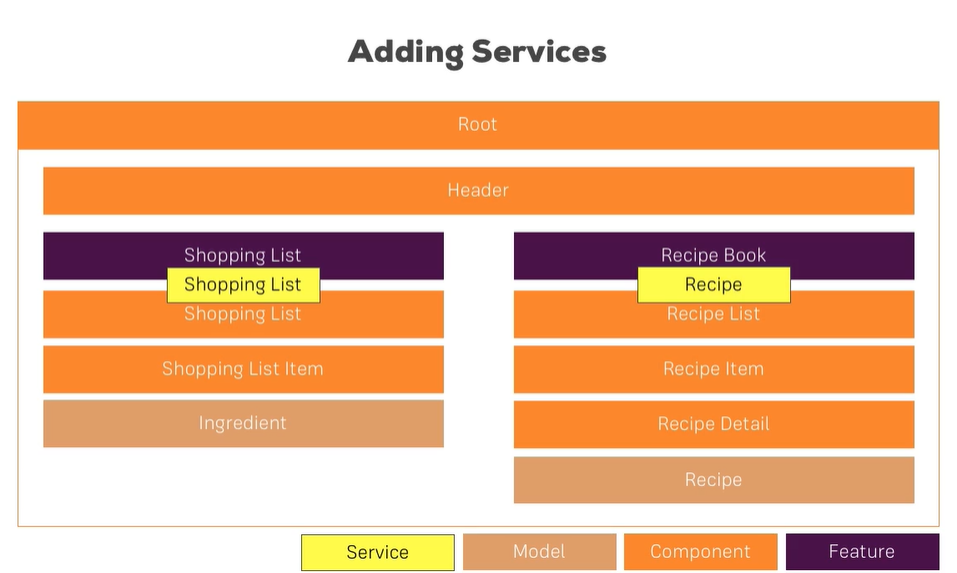 Adding Services
Root
Header
Shopping List
Shopping List
Shopping List
Shopping List Item
Ingredient
Recipe Book
Recipe
Recipe List
Recipe Item
Recipe Detail
Recipe
Service
Model
Component
Feature